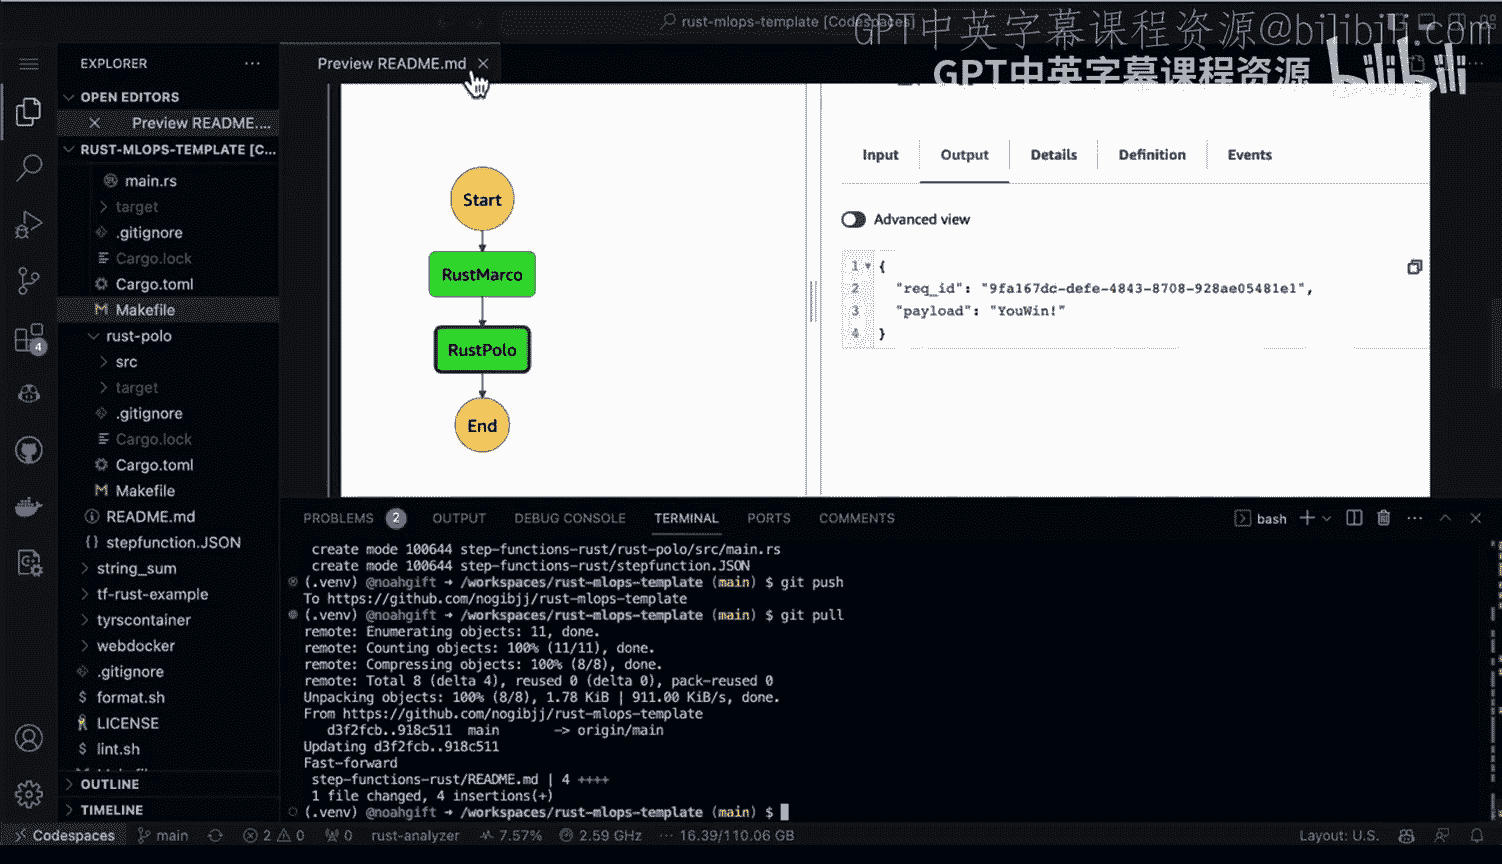 rust-mlops-template [Codespaces]
GPT中英字幕课程资源@bilibili.com
GPT中英字幕课程资源 bilibili
EXPLORER
Preview README.md
OPEN EDITORS
Preview README....
RUST-MLOPS-TEMPLATE [C...
main.rs
target
.gitignore
Cargo.lock
Cargo.toml
Makefile
rust-polo
src
target
.gitignore
Cargo.lock
Cargo.toml
Makefile
README.md
stepfunction.JSON
string_sum
tf-rust-example
tyrscontainer
webdocker
.gitignore
format.sh
LICENSE
lint.sh
OUTLINE
TIMELINE
4
Start
RustMarco
RustPolo
End
Input Output Details Definition Events
Advanced view
1 {
2 "req_id": "9fa167dc-defe-4843-8708-928ae05481e1",
3 "payload": "YouWin!"
4 }
PROBLEMS 2 OUTPUT DEBUG CONSOLE TERMINAL PORTS COMMENTS
bash
create mode 100644 step-functions-rust/rust-polo/src/main.rs
create mode 100644 step-functions-rust/stepfunction.JSON
(.venv) @noahgift ➜ /workspaces/rust-mlops-template (main) $ git push
To https://github.com/nogibjj/rust-mlops-template
(.venv) @noahgift ➜ /workspaces/rust-mlops-template (main) $ git pull
remote: Enumerating objects: 11, done.
remote: Counting objects: 100% (11/11), done.
remote: Compressing objects: 100% (8/8), done.
remote: Total 8 (delta 4), reused 0 (delta 0), pack-reused 0
Unpacking objects: 100% (8/8), 1.78 KiB | 911.00 KiB/s, done.
From https://github.com/nogibjj/rust-mlops-template
d3f2fcb..918c511 main -> origin/main
Updating d3f2fcb..918c511
Fast-forward
step-functions-rust/README.md | 4 ++++
1 file changed, 4 insertions(+)
(.venv) @noahgift ➜ /workspaces/rust-mlops-template (main) $
Codespaces main 2 0 0 rust-analyzer 7.57% 2.59 GHz 16.39/110.06 GB Layout: U.S.